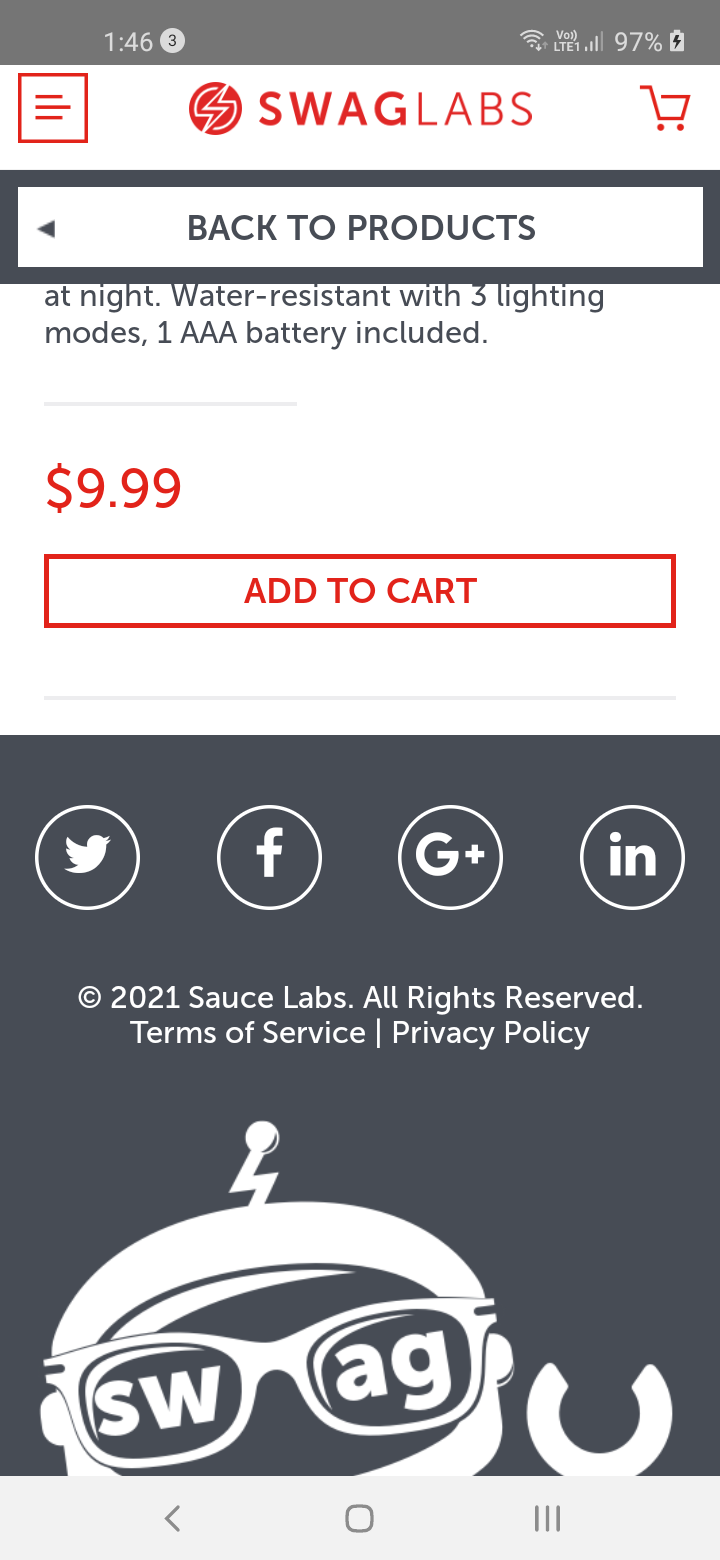 1:46 3 Vo)) LTE1 97%
SWAGLABS
BACK TO PRODUCTS
at night. Water-resistant with 3 lighting
modes, 1 AAA battery included.
$9.99
ADD TO CART
f G+ in
© 2021 Sauce Labs. All Rights Reserved.
Terms of Service | Privacy Policy
sw ag